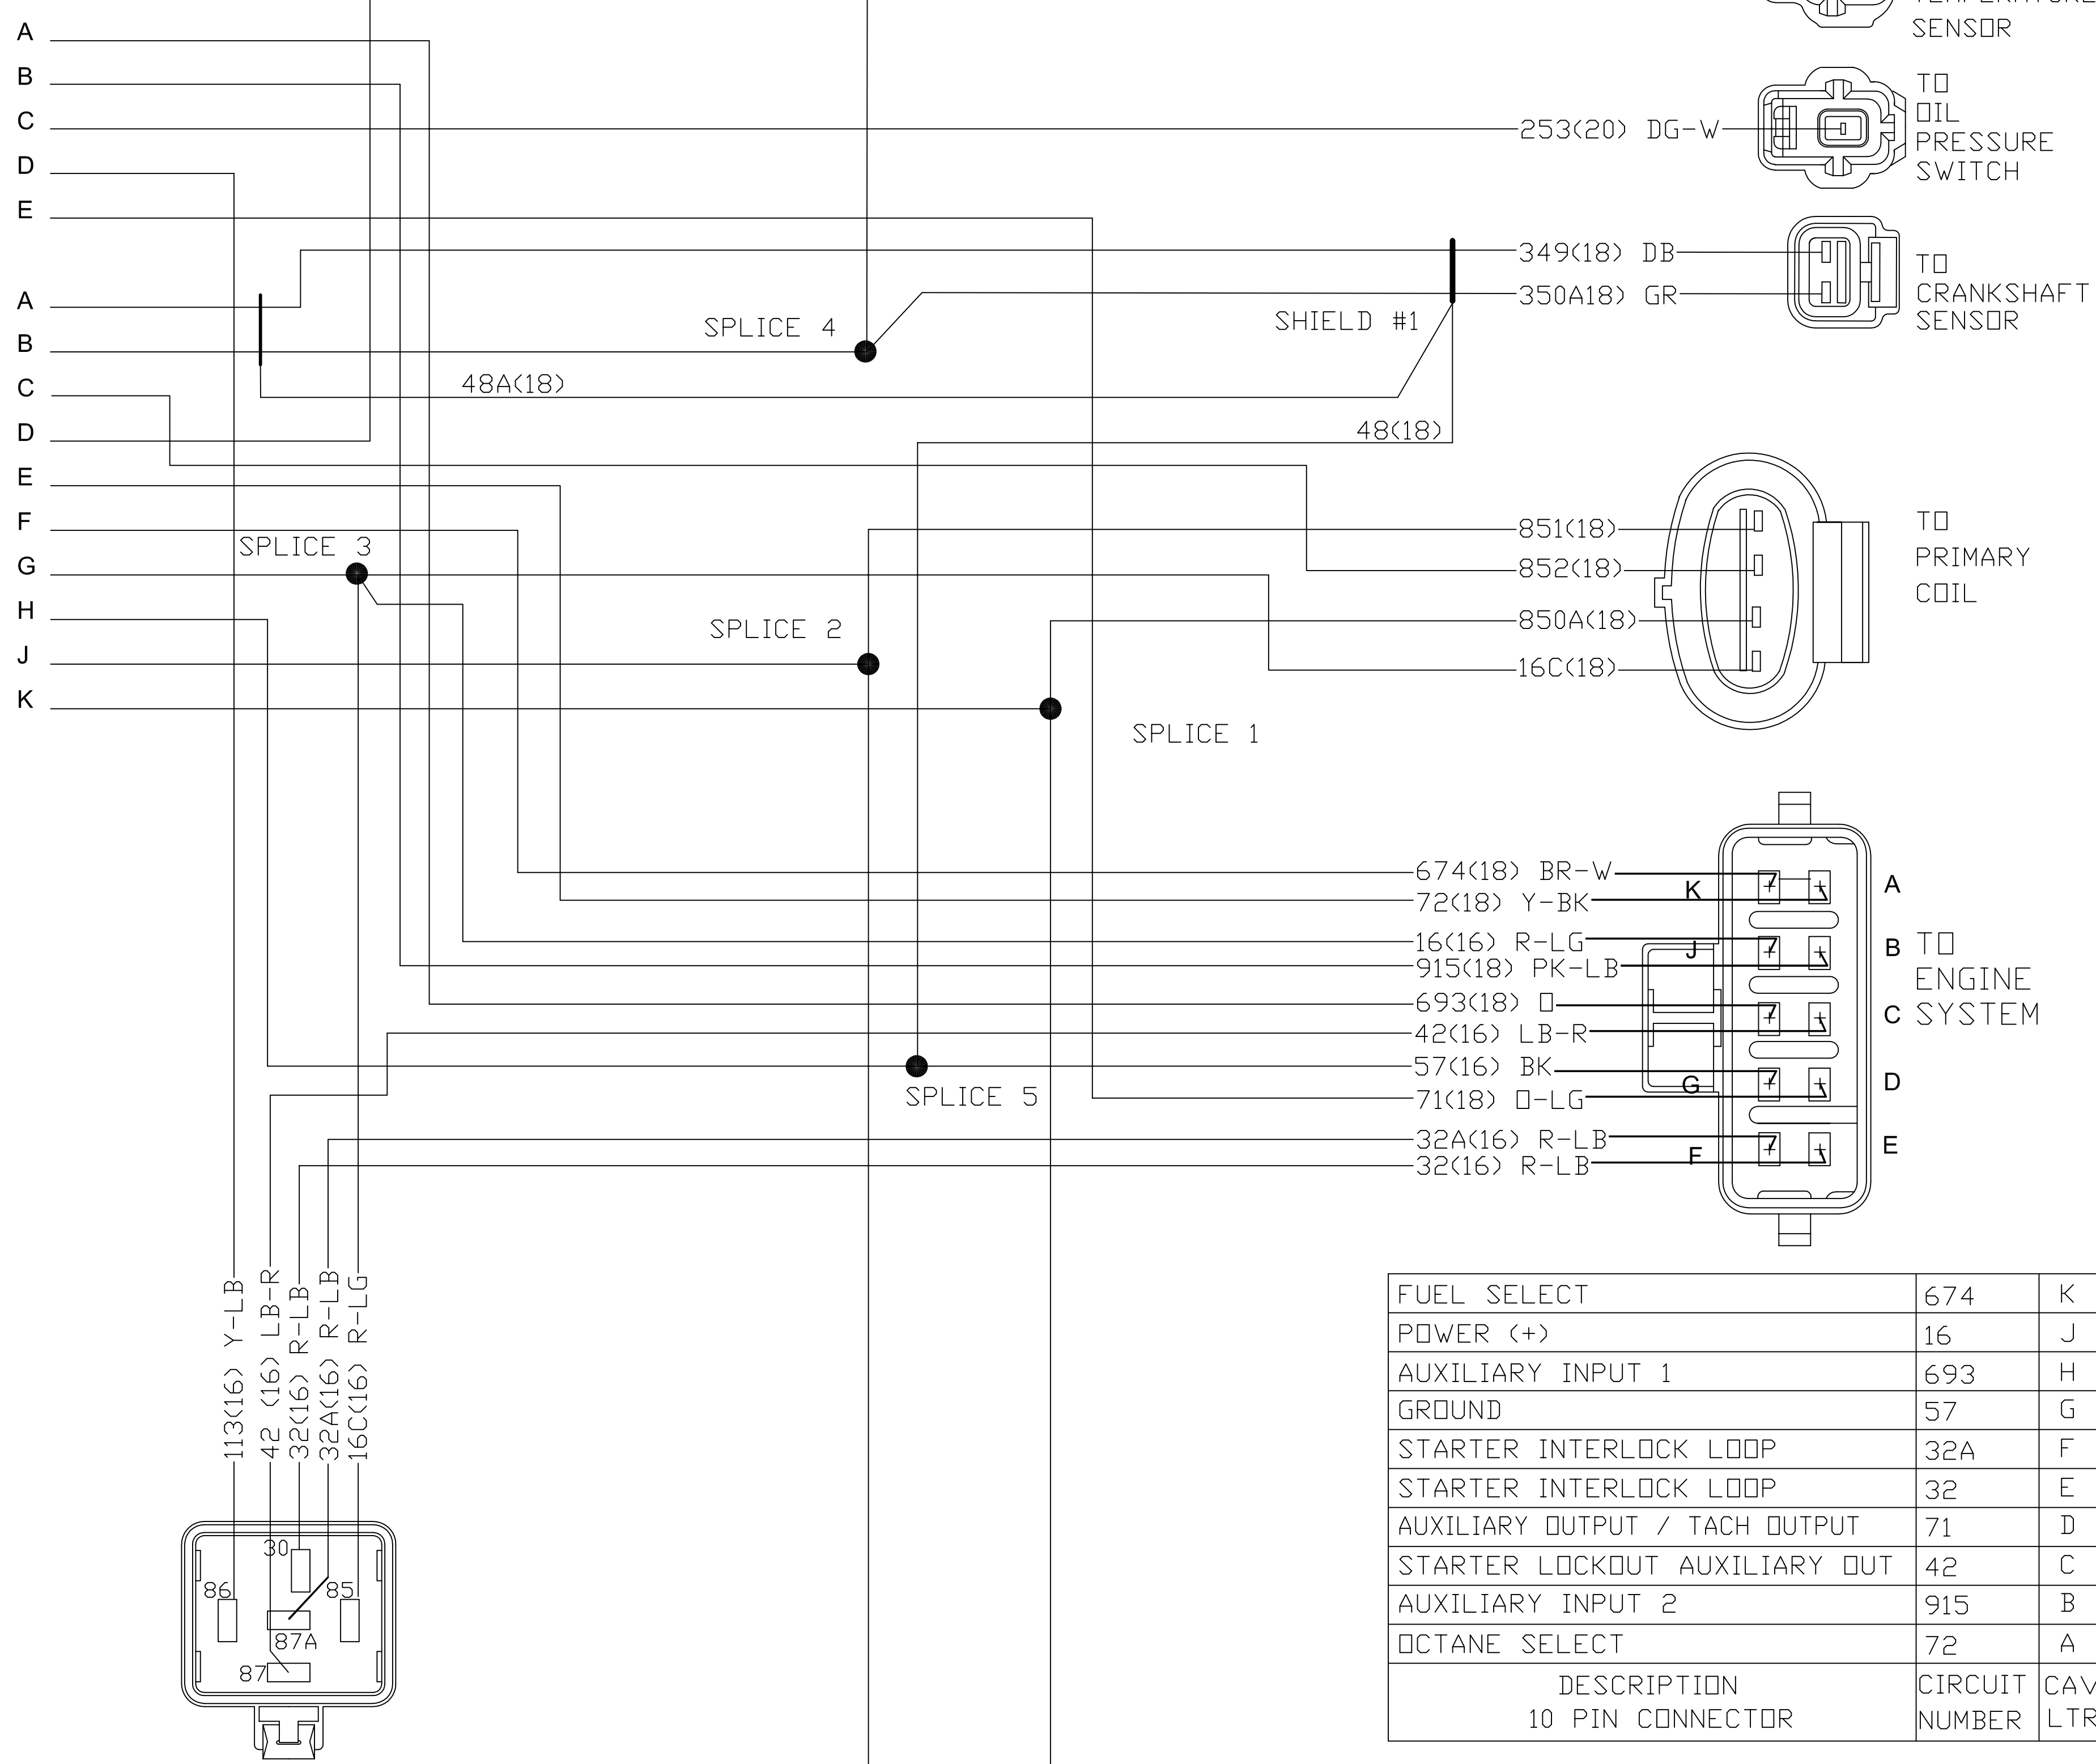 SENSOR
A
B
C
D
E
253(20) DG-W
TO
OIL
PRESSURE
SWITCH
349(18) DB
350A18) GR
TO
CRANKSHAFT
SENSOR
A
B
C
D
E
F
G
H
J
K
SPLICE 4
SHIELD #1
48A(18)
48(18)
SPLICE 3
SPLICE 2
SPLICE 1
851(18)
852(18)
850A(18)
16C(18)
TO
PRIMARY
COIL
674(18) BR-W
72(18) Y-BK
16(16) R-LG
915(18) PK-LB
693(18) O
42(16) LB-R
57(16) BK
71(18) O-LG
32A(16) R-LB
32(16) R-LB
SPLICE 5
K
J
G
F
A
B
C
D
E
TO
ENGINE
SYSTEM
113(16) Y-LB
42 (16) LB-R
32(16) R-LB
32A(16) R-LB
16C(16) R-LG
30
86
85
87A
87
FUEL SELECT 674 K
POWER (+) 16 J
AUXILIARY INPUT 1 693 H
GROUND 57 G
STARTER INTERLOCK LOOP 32A F
STARTER INTERLOCK LOOP 32 E
AUXILIARY OUTPUT / TACH OUTPUT 71 D
STARTER LOCKOUT AUXILIARY OUT 42 C
AUXILIARY INPUT 2 915 B
OCTANE SELECT 72 A
DESCRIPTION CIRCUIT CAV
10 PIN CONNECTOR NUMBER LTR